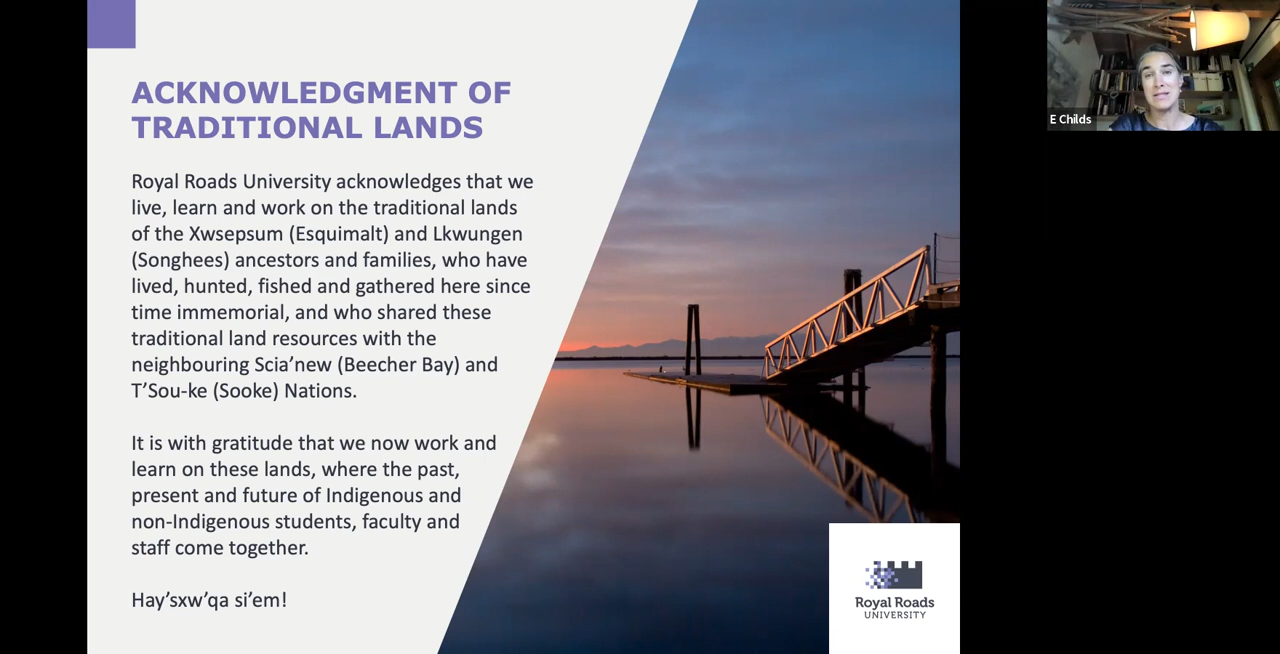 ACKNOWLEDGMENT OF
TRADITIONAL LANDS
Royal Roads University acknowledges that we
live, learn and work on the traditional lands
of the Xwsepsum (Esquimalt) and Lkwungen
(Songhees) ancestors and families, who have
lived, hunted, fished and gathered here since
time immemorial, and who shared these
traditional land resources with the
neighbouring Scia’new (Beecher Bay) and
T’Sou-ke (Sooke) Nations.
It is with gratitude that we now work and
learn on these lands, where the past,
present and future of Indigenous and
non-Indigenous students, faculty and
staff come together.
Hay’sxw’qa si’em!
Royal Roads
UNIVERSITY
E Childs